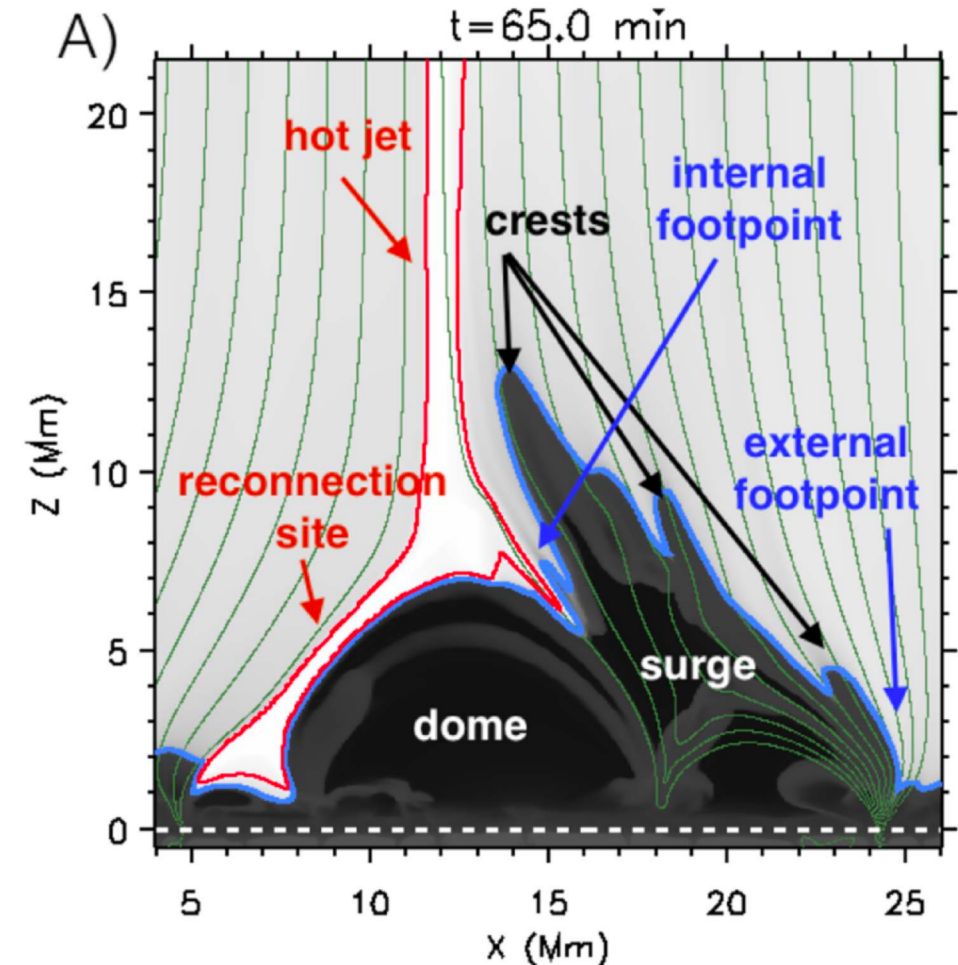 A)
t=65.0 min
hot jet
internal
footpoint
crests
external
footpoint
reconnection
site
surge
dome
Z (Mm)
20
15
10
5
0
5
10
15
20
25
X (Mm)